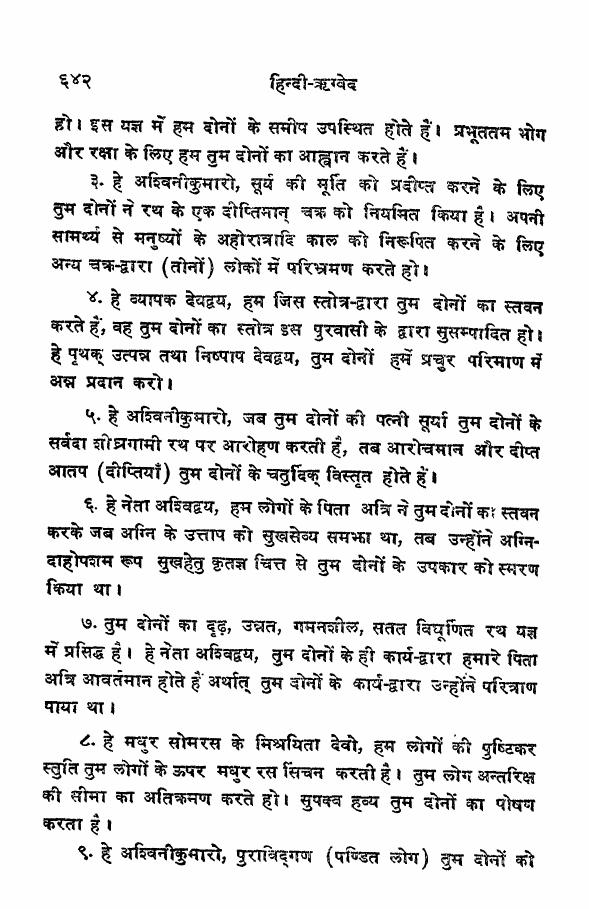 ६४२ हिन्दी-ऋग्वेद
हो। इस यज्ञ में हम दोनों के समीप उपस्थित होते हैं। प्रभूततम भोग
और रक्षा के लिए हम तुम दोनों का आह्वान करते हैं।
३. हे अश्विनीकुमारो, सूर्य की मूर्ति को प्रदीप्त करने के लिए
तुम दोनों ने रथ के एक दीप्तिमान् चक्र को नियमित किया है। अपनी
सामर्थ्य से मनुष्यों के अहोरात्रादि काल को निरूपित करने के लिए
अन्य चक्र-द्वारा (तीनों) लोकों में परिभ्रमण करते हो।
४. हे व्यापक देवद्वय, हम जिस स्तोत्र-द्वारा तुम दोनों का स्तवन
करते हैं, वह तुम दोनों का स्तोत्र इस पुरवासी के द्वारा सुसम्पादित हो।
हे पृथक् उत्पन्न तथा निष्पाप देवद्वय, तुम दोनों हमें प्रचुर परिमाण में
अन्न प्रदान करो।
५. हे अश्विनीकुमारो, जब तुम दोनों की पत्नी सूर्या तुम दोनों के
सर्वदा शीघ्रगामी रथ पर आरोहण करती है, तब आरोचमान और दीप्त
आतप (दीप्तियाँ) तुम दोनों के चतुर्दिक् विस्तृत होते हैं।
६. हे नेता अश्विद्वय, हम लोगों के पिता अत्रि ने तुम दोनों का स्तवन
करके जब अग्नि के उत्ताप को सुखसेव्य समझा था, तब उन्होंने अग्नि-
दाहोपशम रूप सुखहेतु कृतज्ञ चित्त से तुम दोनों के उपकार को स्मरण
किया था।
७. तुम दोनों का दृढ़, उन्नत, गमनशील, सतत विघूर्णित रथ यज्ञ
में प्रसिद्ध है। हे नेता अश्विद्वय, तुम दोनों के ही कार्य-द्वारा हमारे पिता
अत्रि आवर्तमान होते हैं अर्थात् तुम दोनों के कार्य-द्वारा उन्होंने परित्राण
पाया था।
८. हे मधुर सोमरस के मिश्रयिता देवो, हम लोगों की पुष्टिकर
स्तुति तुम लोगों के ऊपर मधुर रस सिंचन करती है। तुम लोग अन्तरिक्ष
की सीमा का अतिक्रमण करते हो। सुपक्व हव्य तुम दोनों का पोषण
करता है।
९. हे अश्विनीकुमारो, पुराविद्गण (पण्डित लोग) तुम दोनों को